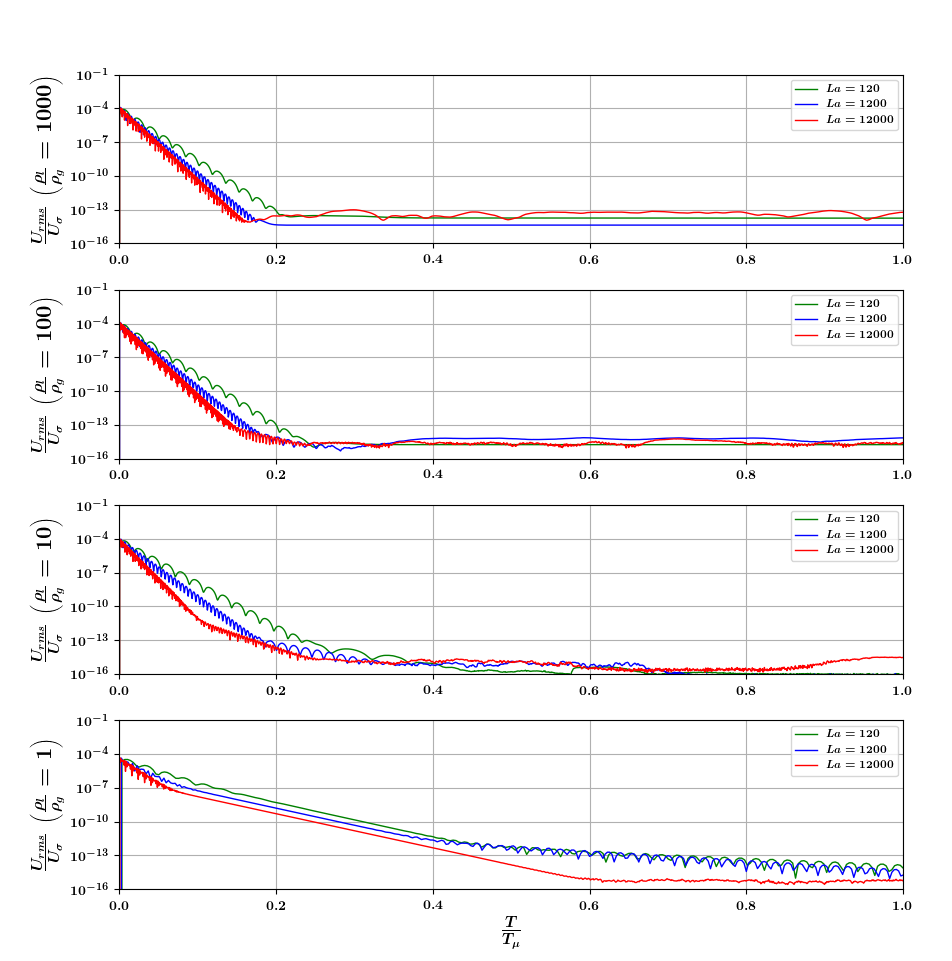 U_rms/U_σ (ρ_l/ρ_g = 1000)
10⁻¹
10⁻⁴
10⁻⁷
10⁻¹⁰
10⁻¹³
10⁻¹⁶
La = 120
La = 1200
La = 12000
0.0 0.2 0.4 0.6 0.8 1.0
U_rms/U_σ (ρ_l/ρ_g = 100)
10⁻¹
10⁻⁴
10⁻⁷
10⁻¹⁰
10⁻¹³
10⁻¹⁶
La = 120
La = 1200
La = 12000
0.0 0.2 0.4 0.6 0.8 1.0
U_rms/U_σ (ρ_l/ρ_g = 10)
10⁻¹
10⁻⁴
10⁻⁷
10⁻¹⁰
10⁻¹³
10⁻¹⁶
La = 120
La = 1200
La = 12000
0.0 0.2 0.4 0.6 0.8 1.0
U_rms/U_σ (ρ_l/ρ_g = 1)
10⁻¹
10⁻⁴
10⁻⁷
10⁻¹⁰
10⁻¹³
10⁻¹⁶
La = 120
La = 1200
La = 12000
0.0 0.2 0.4 0.6 0.8 1.0
T/T_μ